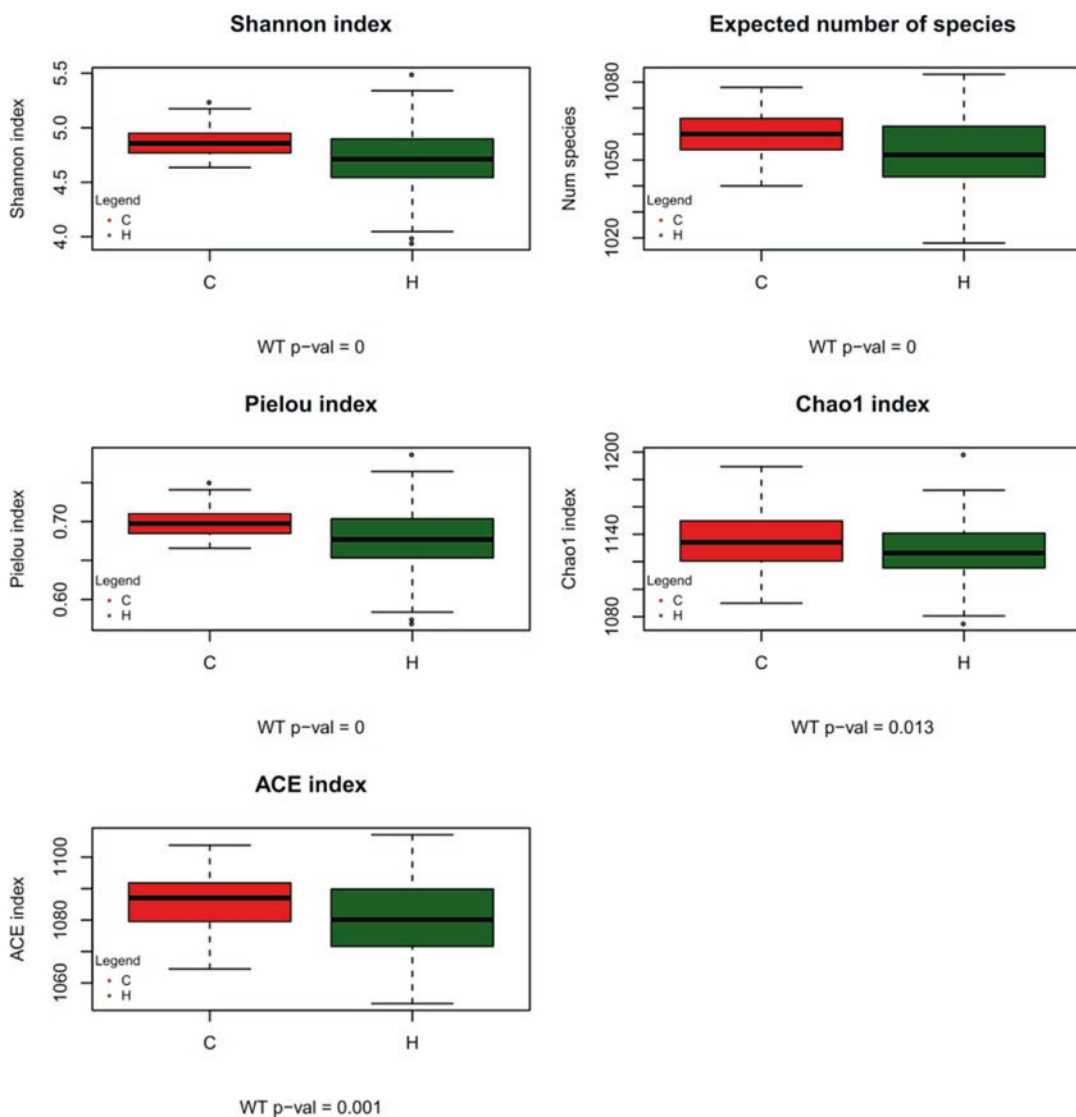 Shannon index
Shannon index
5.5
5.0
4.5
4.0
Legend
C
H
C
H
WT p−val = 0
Expected number of species
Num species
1080
1050
1020
C
H
WT p−val = 0
Pielou index
Pielou index
0.70
0.60
Legend
C
H
C
H
WT p−val = 0
Chao1 index
Chao1 index
1200
1140
1080
Legend
C
H
C
H
WT p−val = 0.013
ACE index
ACE index
1100
1080
1060
Legend
C
H
C
H
WT p−val = 0.001